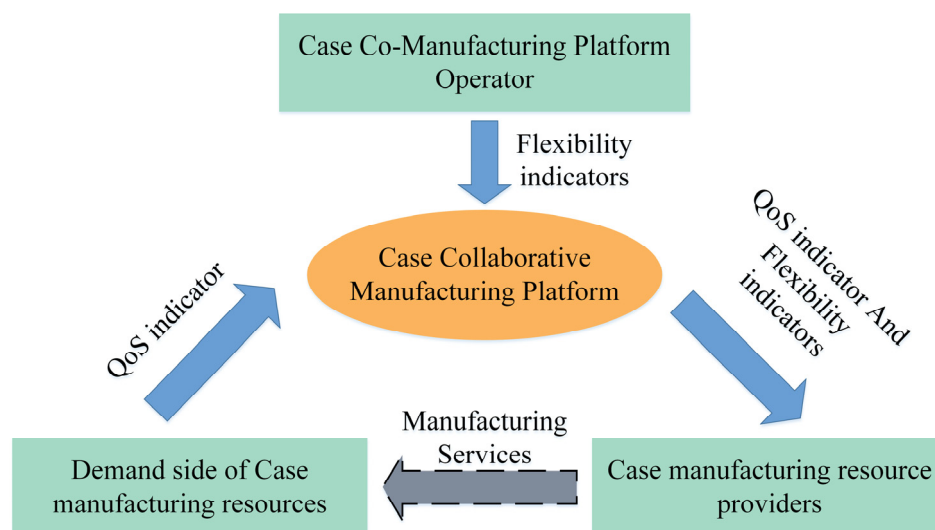 Case Co-Manufacturing Platform
Operator
Flexibility
indicators
Case Collaborative
Manufacturing Platform
QoS indicator
QoS indicator And
Flexibility
indicators
Manufacturing
Services
Demand side of Case
manufacturing resources
Case manufacturing resource
providers